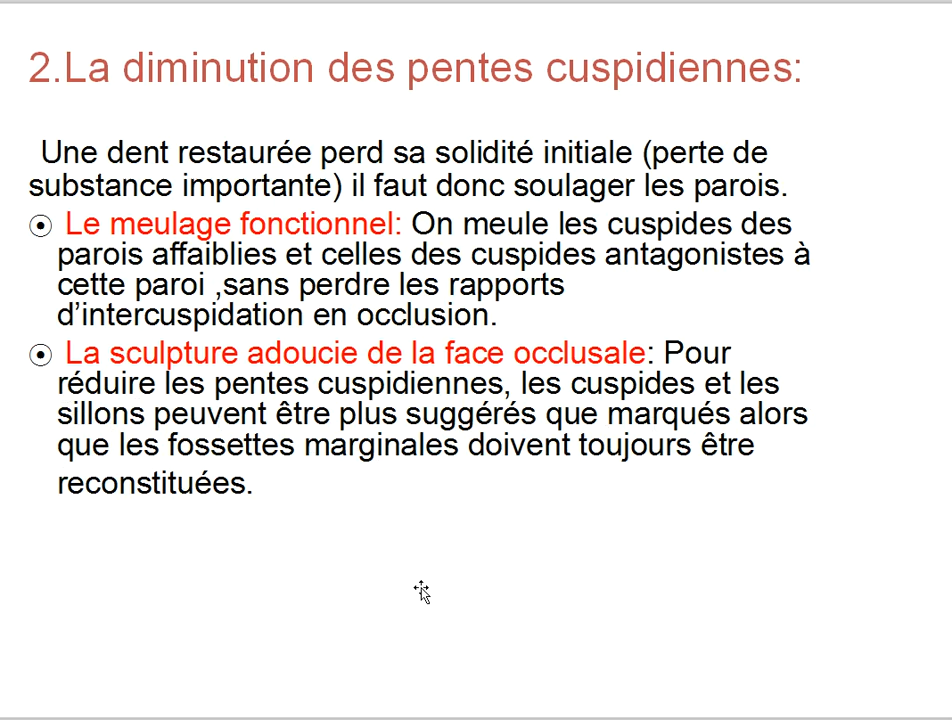 2.La diminution des pentes cuspidiennes:
Une dent restaurée perd sa solidité initiale (perte de
substance importante) il faut donc soulager les parois.
Le meulage fonctionnel: On meule les cuspides des
parois affaiblies et celles des cuspides antagonistes à
cette paroi ,sans perdre les rapports
d’intercuspidation en occlusion.
La sculpture adoucie de la face occlusale: Pour
réduire les pentes cuspidiennes, les cuspides et les
sillons peuvent être plus suggérés que marqués alors
que les fossettes marginales doivent toujours être
reconstituées.